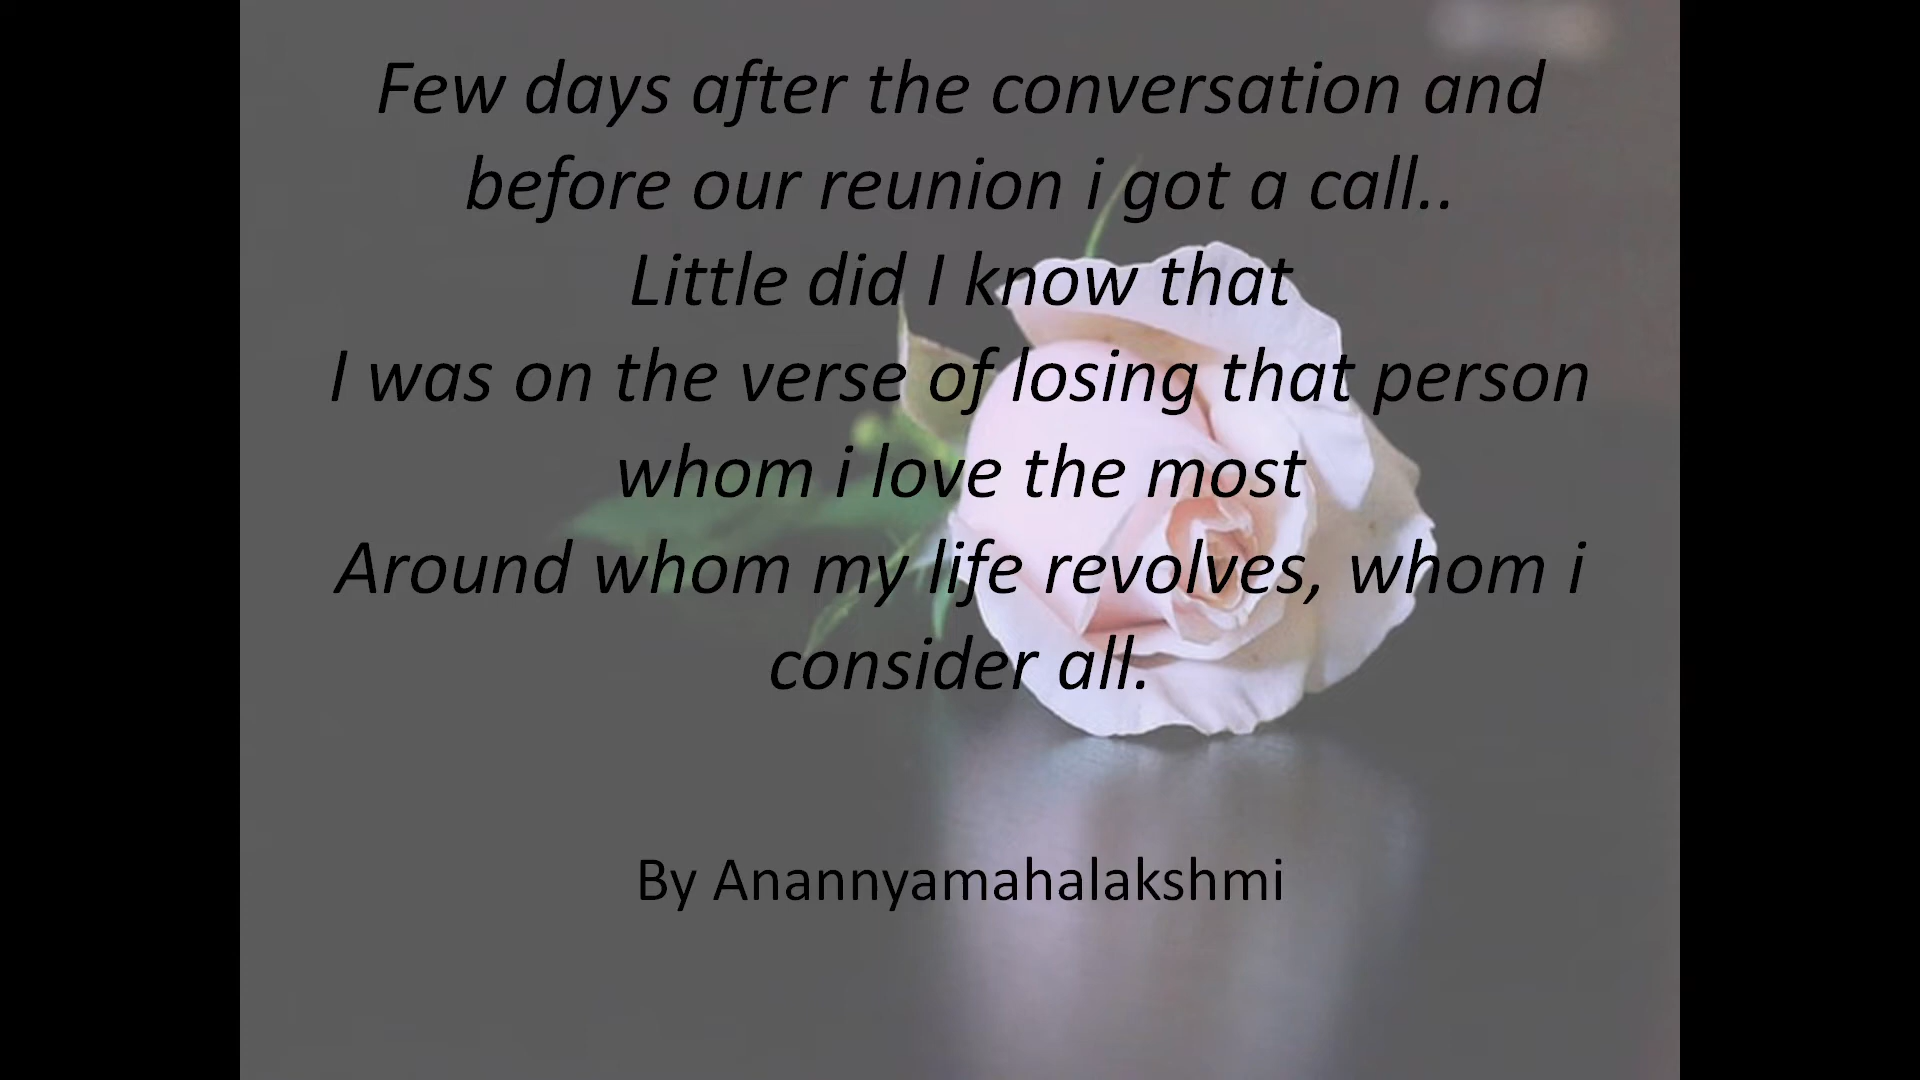 Few days after the conversation and
before our reunion i got a call..
Little did I know that
I was on the verse of losing that person
whom i love the most
Around whom my life revolves, whom i
consider all.
By Anannyamahalakshmi